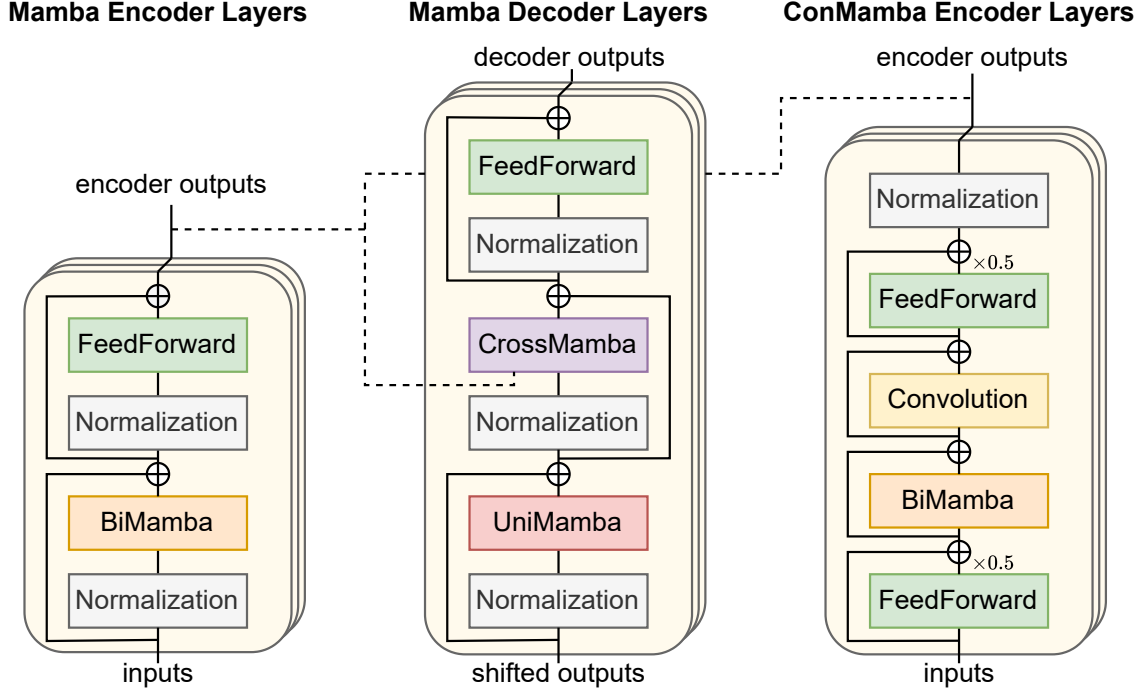 Mamba Encoder Layers
encoder outputs
FeedForward
Normalization
BiMamba
Normalization
inputs
Mamba Decoder Layers
decoder outputs
FeedForward
Normalization
CrossMamba
Normalization
UniMamba
Normalization
shifted outputs
ConMamba Encoder Layers
encoder outputs
Normalization
×0.5
FeedForward
Convolution
BiMamba
×0.5
FeedForward
inputs